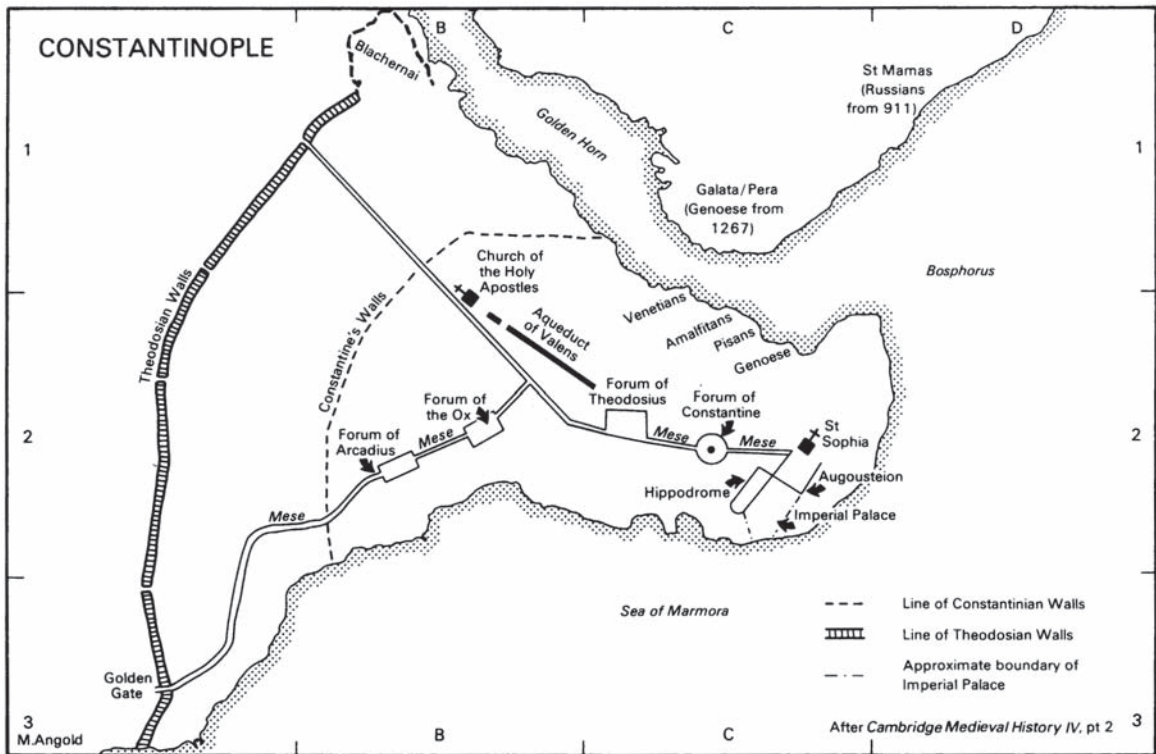 CONSTANTINOPLE
B
C
D
Blachernai
Golden Horn
St Mamas
(Russians
from 911)
1
1
Galata/Pera
(Genoese from
1267)
Bosphorus
Church of
the Holy
Apostles
Theodosian Walls
Constantine's Walls
Aqueduct
of Valens
Venetians
Amalfitans
Pisans
Genoese
Forum of
the Ox
Forum of
Theodosius
Forum of
Constantine
2
2
Forum of
Arcadius
Mese
Mese
Mese
St
Sophia
Mese
Hippodrome
Augousteion
Imperial Palace
Sea of Marmora
Line of Constantinian Walls
Line of Theodosian Walls
Approximate boundary of
Imperial Palace
Golden
Gate
3
M.Angold
B
C
After Cambridge Medieval History IV, pt 2
3